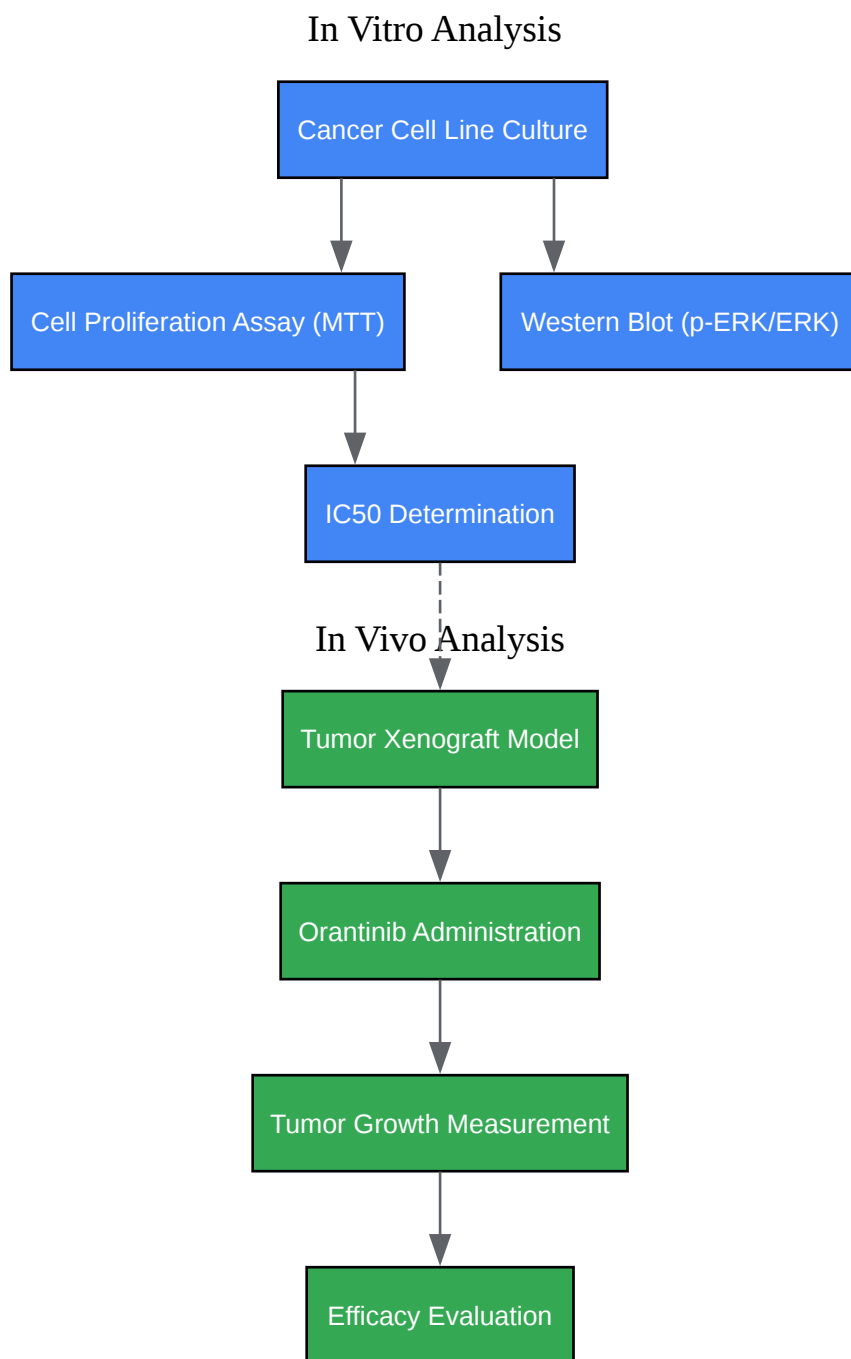 In Vitro Analysis
Cancer Cell Line Culture
Cell Proliferation Assay (MTT)
Western Blot (p-ERK/ERK)
IC50 Determination
In Vivo Analysis
Tumor Xenograft Model
Orantinib Administration
Tumor Growth Measurement
Efficacy Evaluation